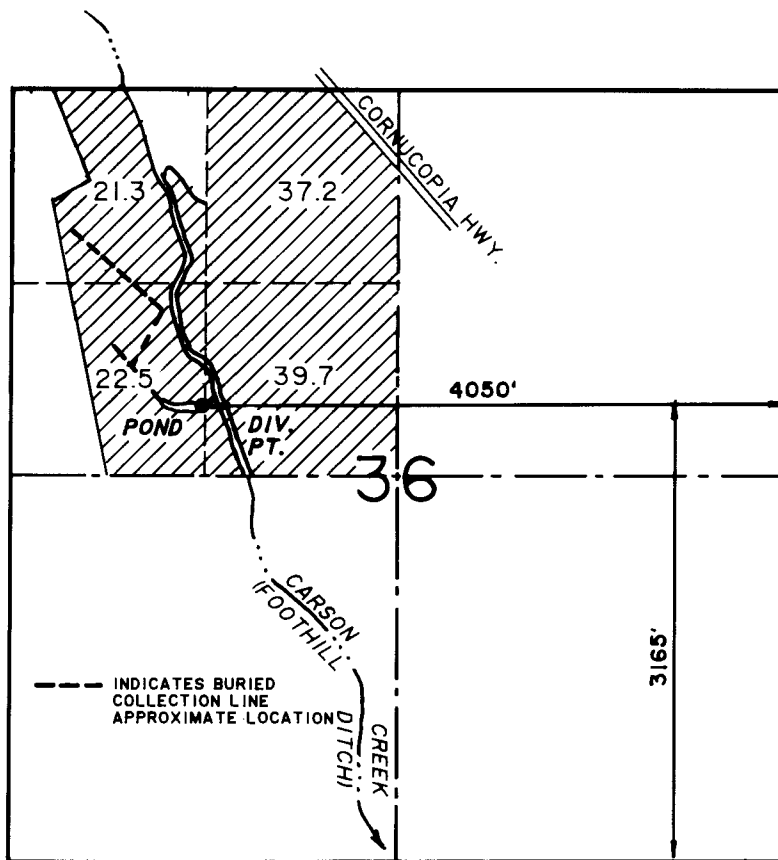 CORNUCOPIA HWY.
21.3
37.2
22.5
39.7
4050'
POND
DIV.
PT.
36
3165'
CARSON
(FOOTHILL
INDICATES BURIED
COLLECTION LINE
APPROXIMATE LOCATION
CREEK
DITCH)